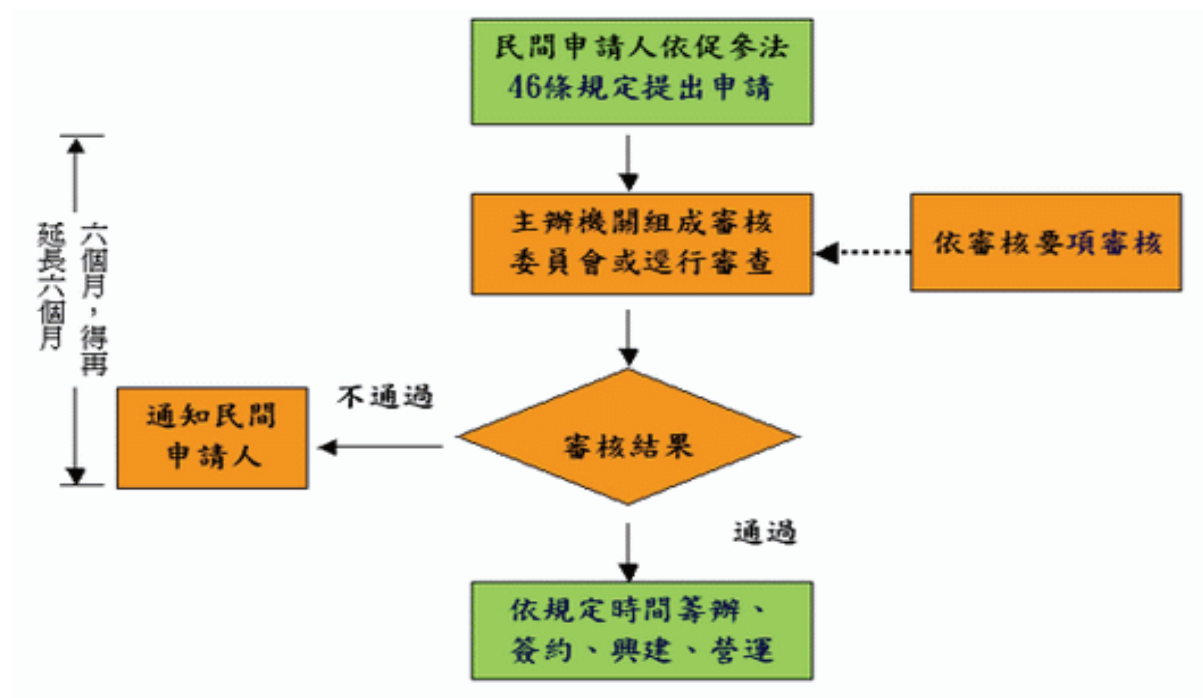 民間申請人依促參法
46條規定提出申請
主辦機關組成審核
委員會或逕行審查
依審核要項審核
六個月，得再
延長六個月
不通過
通知民間
申請人
審核結果
通過
依規定時間籌辦、
簽約、興建、營運